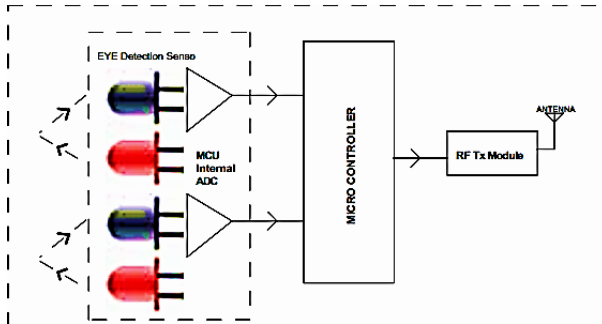 EYE Detection Senso
MCU
Internal
ADC
MICRO CONTROLLER
RF Tx Module
ANTENNA